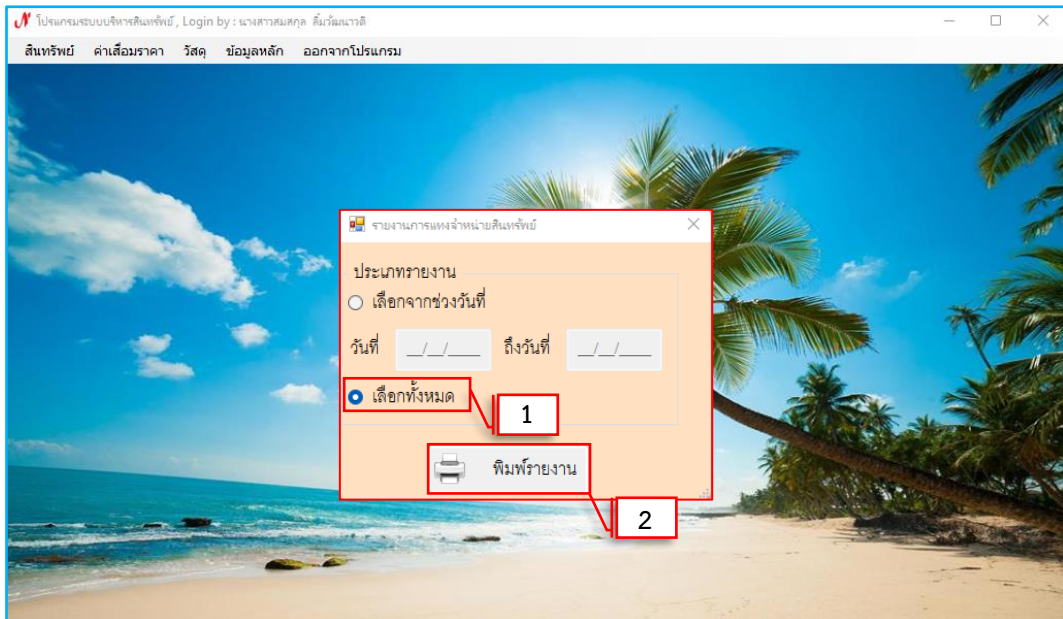 N โปรแกรมระบบบริหารสินทรัพย์ , Login by : นางสาวสมสกุล ลิ้มวัฒนาวดี
สินทรัพย์ ค่าเสื่อมราคา วัสดุ ข้อมูลหลัก ออกจากโปรแกรม
รายงานการแทงจำหน่ายสินทรัพย์
ประเภทรายงาน
เลือกจากช่วงวันที่
วันที่ __/__/____ ถึงวันที่ __/__/____
เลือกทั้งหมด
1
พิมพ์รายงาน
2